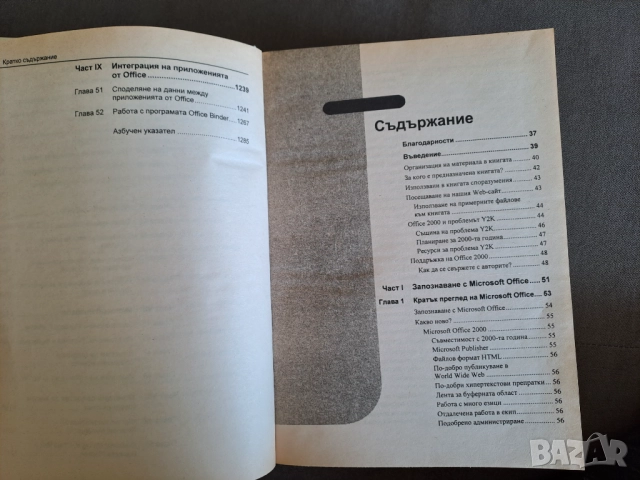 Кратко съдържание
Част IX Интеграция на приложенията
от Office 1239
Глава 51 Споделяне на данни между
приложенията от Office 1241
Глава 52 Работа с програмата Office Binder 1267
Азбучен указател 1285
Съдържание
Благодарности 37
Въведение 39
Организация на материала в книгата 40
За кого е предназначена книгата? 42
Използвани в книгата споразумения 43
Посещаване на нашия Web-сайт 43
Използване на примерните файлове
към книгата 44
Office 2000 и проблемът Y2K 44
Същина на проблема Y2K 46
Планиране за 2000-та година 47
Ресурси за проблема Y2K 47
Поддръжка на Office 2000 48
Как да се свържете с авторите? 48
Част I Запознаване с Microsoft Office 51
Глава 1 Кратък преглед на Microsoft Office 53
Запознаване с Microsoft Office 54
Какво ново? 55
Microsoft Office 2000 55
Съвместимост с 2000-та година 55
Microsoft Publisher 55
Файлов формат HTML 55
По-добро публикуване в
World Wide Web 56
По-добри хипертекстови препратки 56
Лента за буферната област 56
Работа с много езици 56
Отдалечена работа в екип 56
Подобрено администриране 56
BAZAR